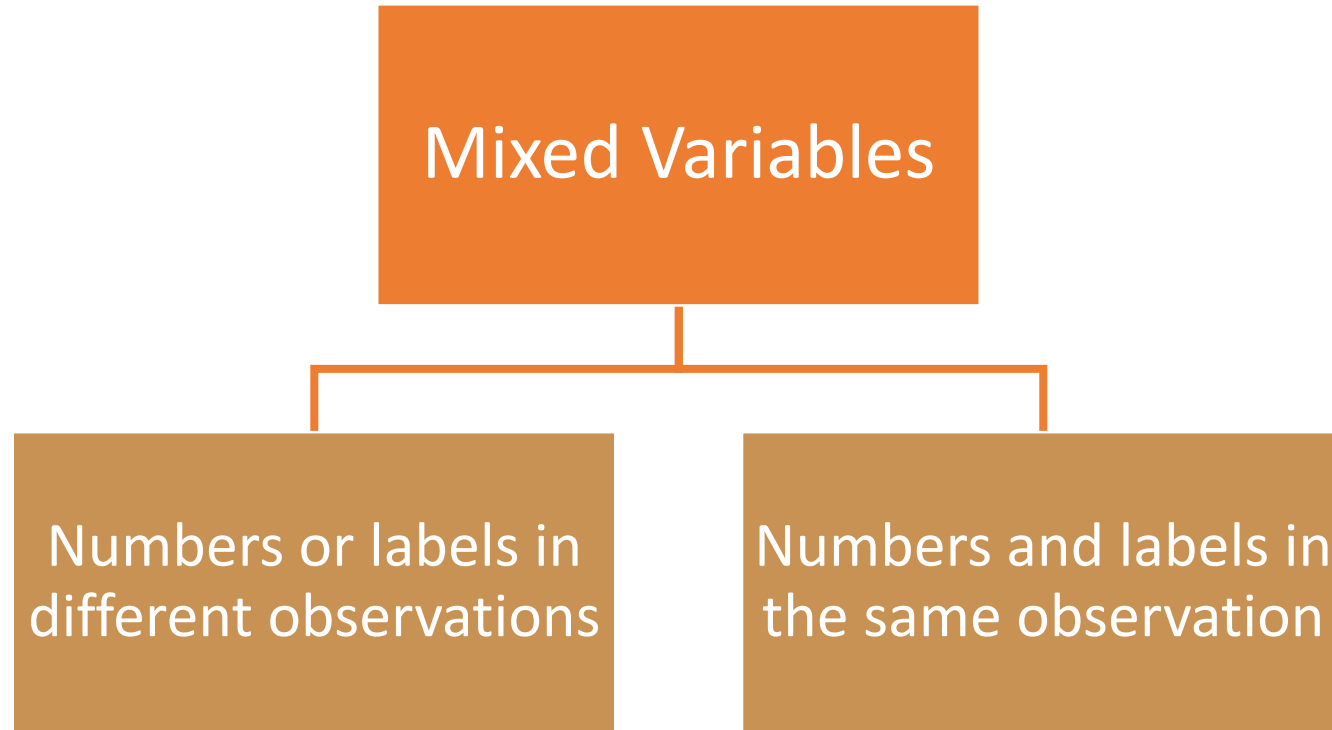 Mixed Variables
Numbers or labels in
different observations
Numbers and labels in
the same observation